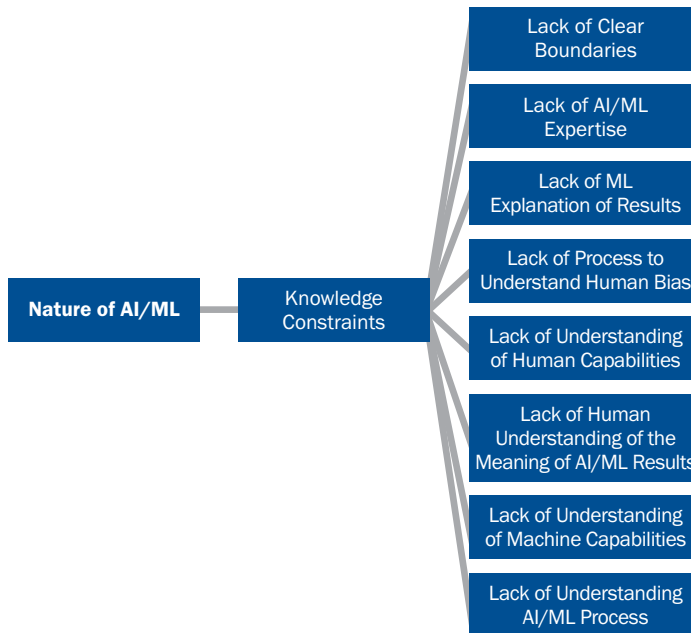 Lack of Clear
Boundaries
Lack of AI/ML
Expertise
Lack of ML
Explanation of Results
Lack of Process to
Understand Human Bias
Nature of AI/ML
Knowledge
Constraints
Lack of Understanding
of Human Capabilities
Lack of Human
Understanding of the
Meaning of AI/ML Results
Lack of Understanding
of Machine Capabilities
Lack of Understanding
AI/ML Process